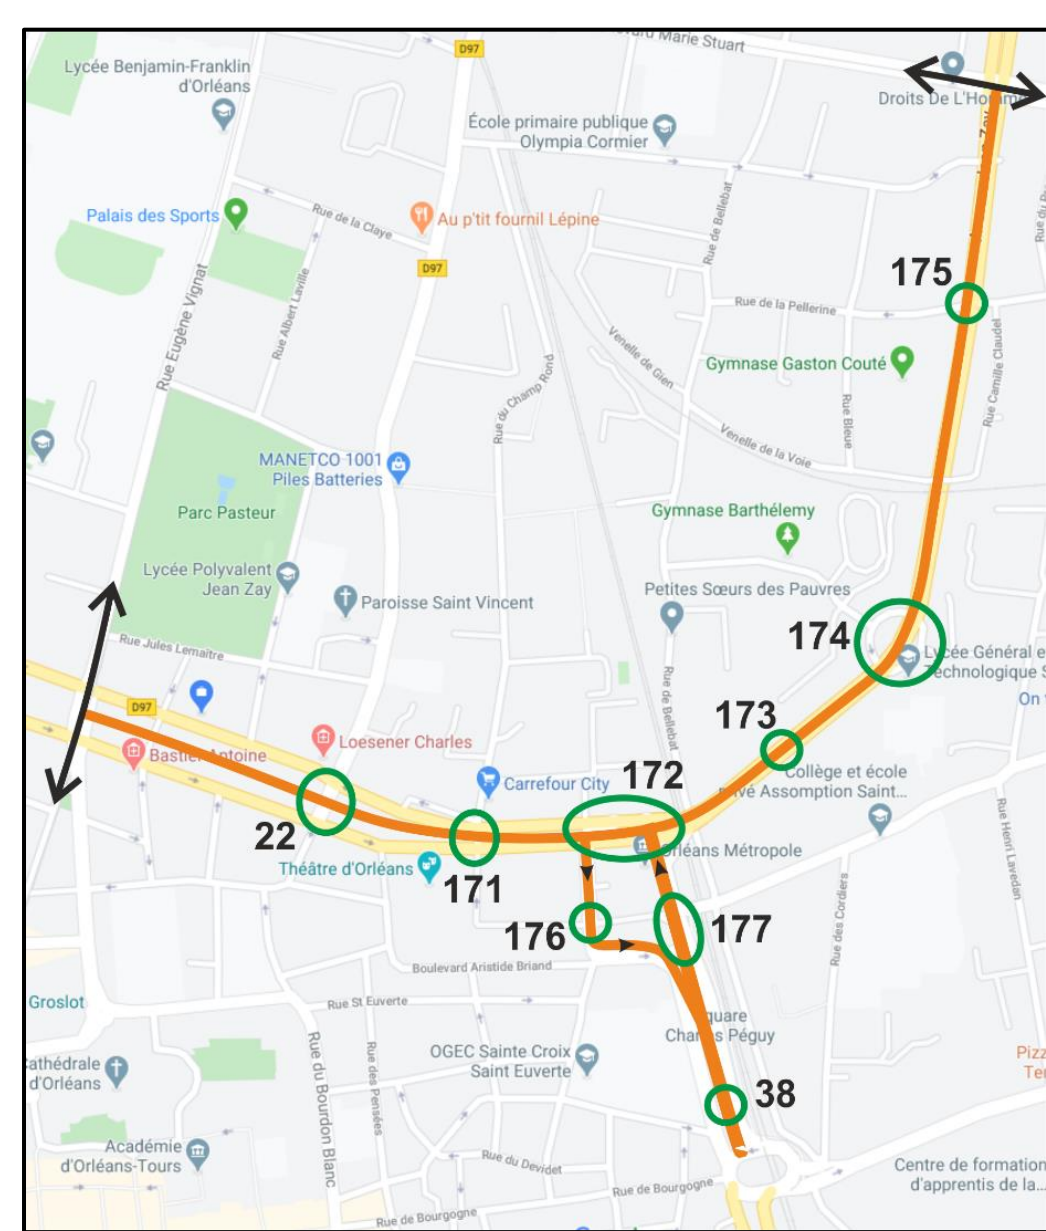 D97
Lycée Benjamin-Franklin
d'Orléans
Marie Stuart
Droits De L'Homme
École primaire publique
Olympia Cormier
Palais des Sports
Rue de la Claye
Au p'tit fournil Lépine
Rue de Bellebat
D97
175
Rue Eugène Vignat
Rue Albert Laville
Rue de la Pellerine
Venelle de Gien
Gymnase Gaston Couté
Rue Camille Claudel
Rue du Champ Rond
Rue Bleue
Venelle de la Voie
MANETCO 1001
Piles Batteries
Parc Pasteur
Gymnase Barthélemy
Lycée Polyvalent
Jean Zay
Paroisse Saint Vincent
Petites Sœurs des Pauvres
174
Rue Jules Lemaître
Lycée Général e
Technologique S
Rue de Bellebat
D97
173
Bastier Antoine
Loesener Charles
172
Carrefour City
Collège et école
privé Assomption Saint...
22
171
Théâtre d'Orléans
Orléans Métropole
Rue Henri Lavedan
176
177
Rue des Cordiers
Boulevard Aristide Briand
Groslot
Rue St Euverte
Square
Charles Péguy
Cathédrale
d'Orléans
Rue du Bourdon Blanc
Rue des Pensées
OGEC Sainte Croix
Saint Euverte
Pizz
Te
38
Académie
d'Orléans-Tours
Rue du Devidet
Centre de formation
d'apprentis de la...
Rue de Bourgogne
Rue de Bourgogne